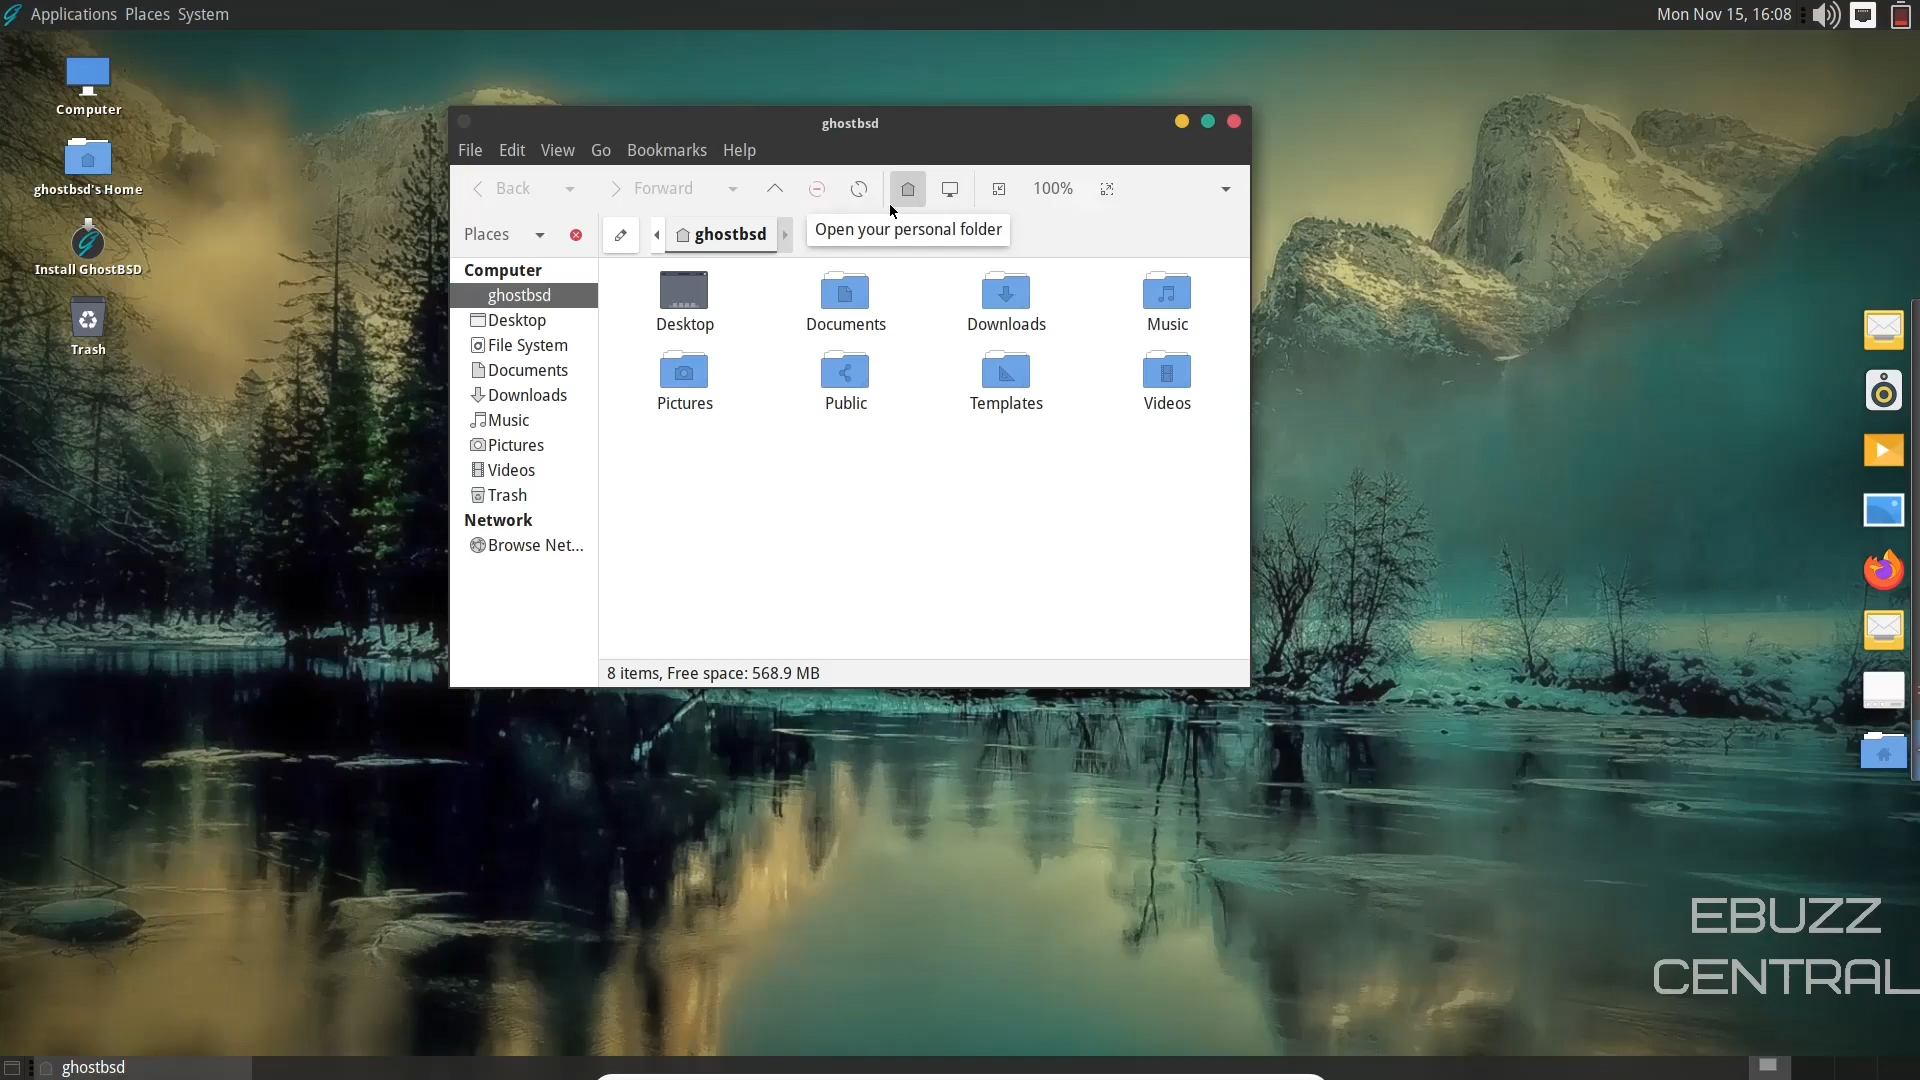 Applications Places System
Mon Nov 15, 16:08
Computer
ghostbsd's Home
Install GhostBSD
Trash
ghostbsd
File Edit View Go Bookmarks Help
Back Forward 100%
Places ghostbsd
Open your personal folder
Computer
ghostbsd
Desktop
File System
Documents
Downloads
Music
Pictures
Videos
Trash
Network
Browse Net...
Desktop Documents Downloads Music
Pictures Public Templates Videos
8 items, Free space: 568.9 MB
EBUZZ
CENTRAL
ghostbsd